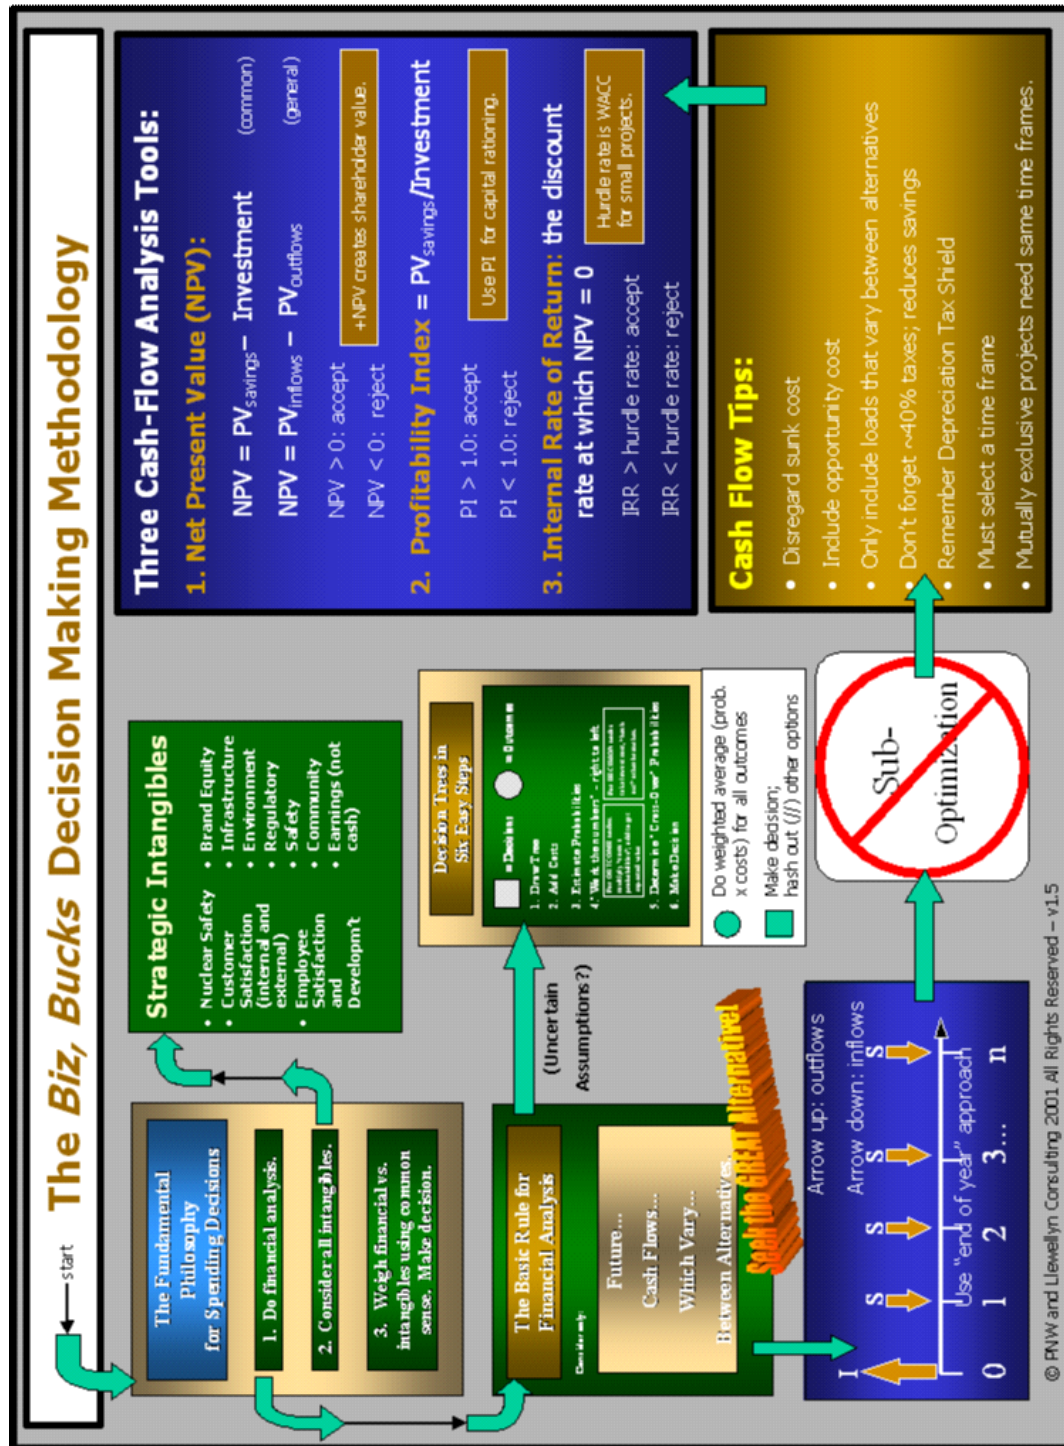 The Biz, Bucks Decision Making Methodology
start
The Fundamental
Philosophy
for Spending Decisions
1. Do financial analysis.
2. Consider all intangibles.
3. Weigh financial vs.
intangibles using common
sense. Make decision.
Strategic Intangibles
• Nuclear Safety
• Customer
Satisfaction
(internal and
external)
• Employee
Satisfaction
and
Developm't
• Brand Equity
• Infrastructure
• Environment
• Regulatory
• Safety
• Community
• Earnings (not
cash)
The Basic Rule for
Financial Analysis
Consider only:
Future...
Cash Flows...
Which Vary...
Between Alternatives.
Seek the GREAT Alternative!
(Uncertain
Assumptions?)
Decision Trees in
Six Easy Steps
= Decisions
= Outcomes
1. Draw Tree
2. Add Costs
3. Estimate Probabilities
4. "Work the numbers" - right to left
5. Determine "Cross-Over" Probabilities
6. Make Decision
Do weighted average (prob.
x costs) for all outcomes
Make decision;
hash out (//) other options
Arrow up: outflows
Arrow down: inflows
I S S S S
Use "end of year" approach
0 1 2 3... n
Sub-
Optimization
Three Cash-Flow Analysis Tools:
1. Net Present Value (NPV):
NPV = PVsavings – Investment (common)
NPV = PVinflows – PVoutflows (general)
NPV > 0: accept
NPV < 0: reject
+NPV creates shareholder value.
2. Profitability Index = PVsavings/Investment
PI > 1.0: accept
PI < 1.0: reject
Use PI for capital rationing.
3. Internal Rate of Return: the discount
rate at which NPV = 0
IRR > hurdle rate: accept
IRR < hurdle rate: reject
Hurdle rate is WACC
for small projects.
Cash Flow Tips:
• Disregard sunk cost
• Include opportunity cost
• Only include loads that vary between alternatives
• Don't forget ~40% taxes; reduces savings
• Remember Depreciation Tax Shield
• Must select a time frame
• Mutually exclusive projects need same time frames.
© PNW and Llewellyn Consulting 2001 All Rights Reserved – v1.5